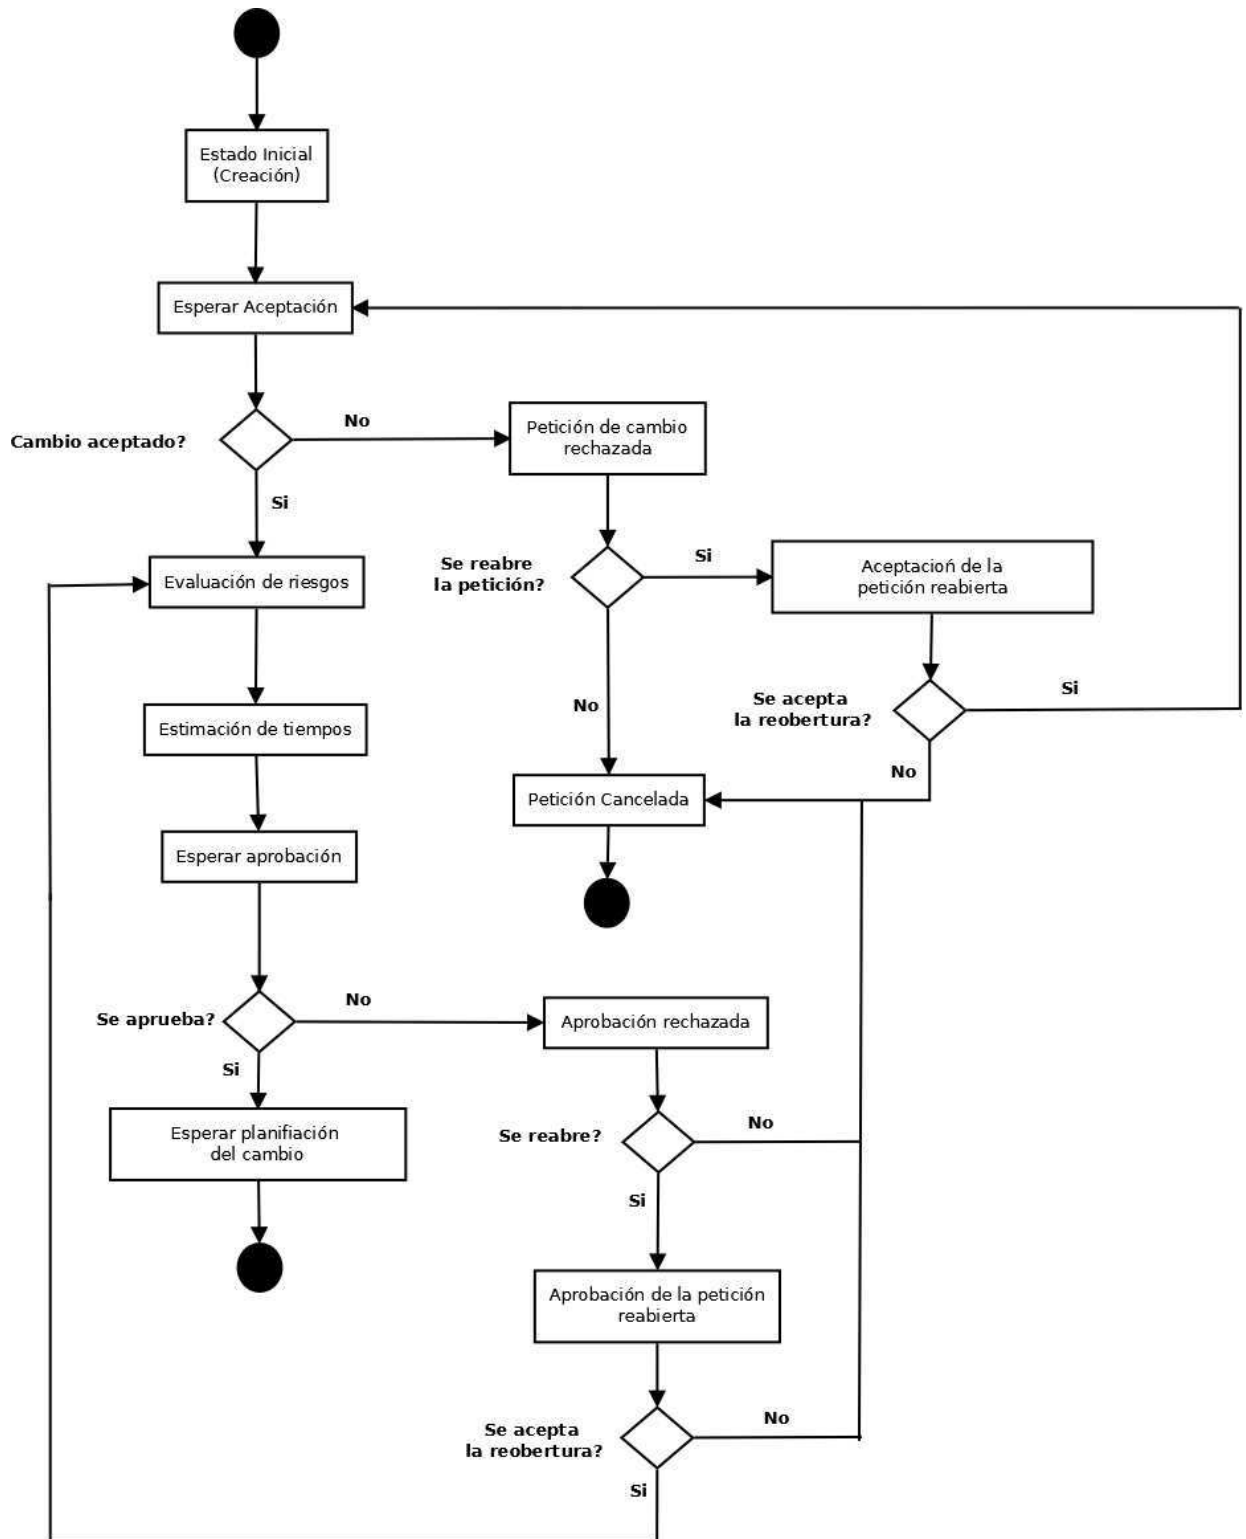 Estado Inicial
(Creación)
Esperar Aceptación
Cambio aceptado?
No
Petición de cambio
rechazada
Si
Se reabre
la petición?
Si
Aceptacioń de la
petición reabierta
Evaluación de riesgos
No
Se acepta
la reobertura?
Si
Estimación de tiempos
No
Petición Cancelada
Esperar aprobación
Se aprueba?
No
Aprobación rechazada
Si
Se reabre?
No
Esperar planifiación
del cambio
Si
Aprobación de la petición
reabierta
Se acepta
la reobertura?
No
Si